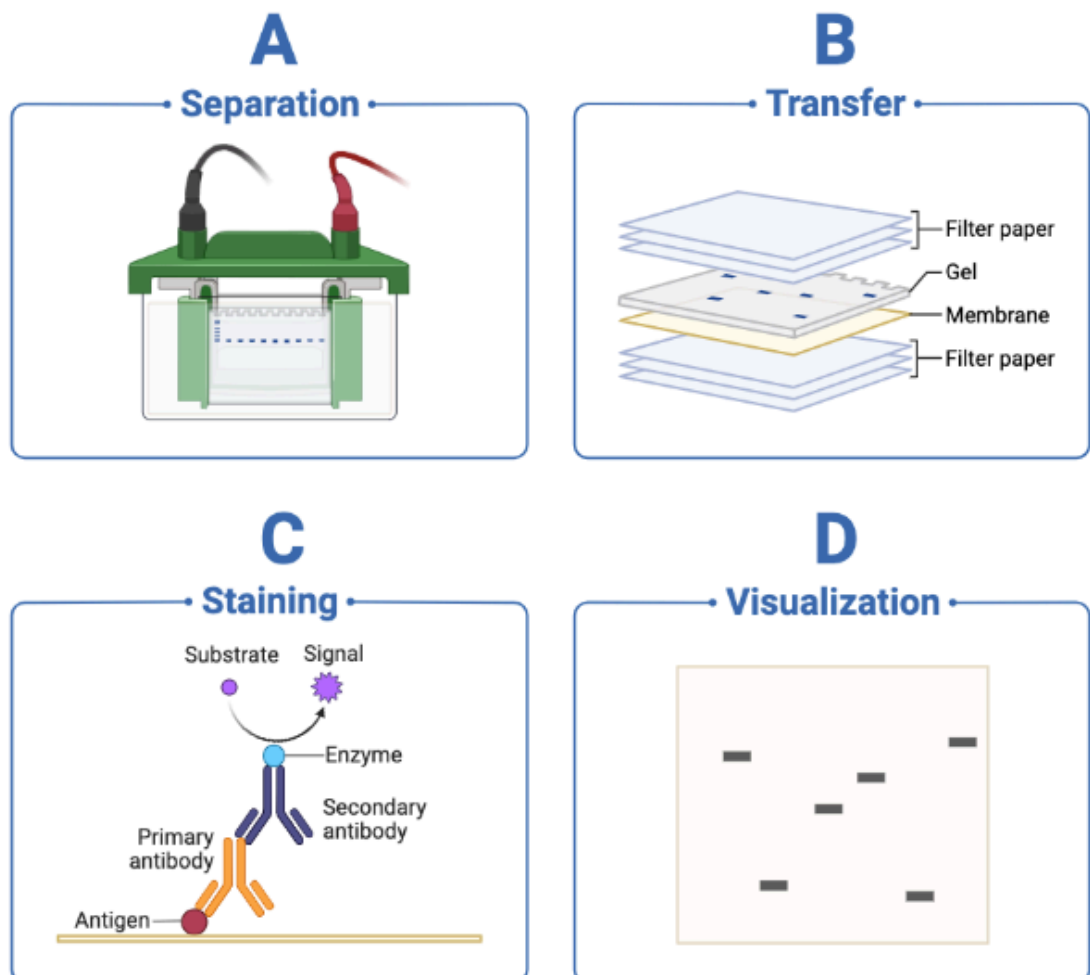 A
Separation
B
Transfer
Filter paper
Gel
Membrane
Filter paper
C
Staining
Substrate
Signal
Enzyme
Secondary
antibody
Primary
antibody
Antigen
D
Visualization